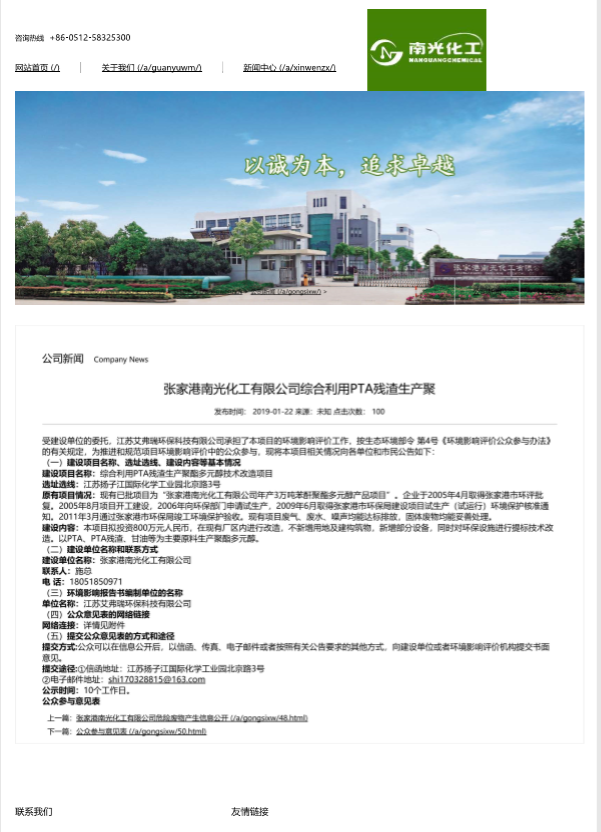 咨询热线 +86-0512-58325300
南光化工
NANGUANGCHEMICAL
网站首页 (/)
关于我们 (/a/guanyuwm/)
新闻中心 (/a/xinwenzx/)
以诚为本，追求卓越
张家港南光化工有限
(/a/gongsixw/) >
公司新闻 Company News
张家港南光化工有限公司综合利用PTA残渣生产聚
发布时间： 2019-01-22 来源：未知 点击次数： 100
受建设单位的委托，江苏艾弗瑞环保科技有限公司承担了本项目的环境影响评价工作，按生态环境部令 第4号《环境影响评价公众参与办法》
的有关规定，为推进和规范项目环境影响评价中的公众参与，现将本项目相关情况向各单位和市民公告如下：
（一）建设项目名称、选址选线、建设内容等基本情况
建设项目名称：综合利用PTA残渣生产聚酯多元醇技术改造项目
选址选线：江苏扬子江国际化学工业园北京路3号
原有项目情况：现有已批项目为“张家港南光化工有限公司年产3万吨苯酐聚酯多元醇产品项目”。企业于2005年4月取得张家港市环评批
复。2005年8月项目开工建设，2006年向环保部门申请试生产，2009年6月取得张家港市环保局建设项目试生产（试运行）环境保护核准通
知。2011年3月通过张家港市环保局竣工环境保护验收。现有项目废气、废水、噪声均能达标排放，固体废物均能妥善处理。
建设内容：本项目拟投资800万元人民币，在现有厂区内进行改造，不新增用地及建构筑物，新增部分设备，同时对环保设施进行提标技术改
造。以PTA、PTA残渣、甘油等为主要原料生产聚酯多元醇。
（二）建设单位名称和联系方式
建设单位名称：张家港南光化工有限公司
联系人：施总
电 话：18051850971
（三）环境影响报告书编制单位的名称
单位名称：江苏艾弗瑞环保科技有限公司
（四）公众意见表的网络链接
网络连接：详情见附件
（五）提交公众意见表的方式和途径
提交方式:公众可以在信息公开后，以信函、传真、电子邮件或者按照有关公告要求的其他方式，向建设单位或者环境影响评价机构提交书面
意见。
提交途径:①信函地址：江苏扬子江国际化学工业园北京路3号
②电子邮件地址：shi170328815@163.com
公示时间：10个工作日。
公众参与意见表
上一篇：张家港南光化工有限公司危险废物产生信息公开 (/a/gongsixw/48.html)
下一篇：公众参与意见表 (/a/gongsixw/50.html)
联系我们
友情链接